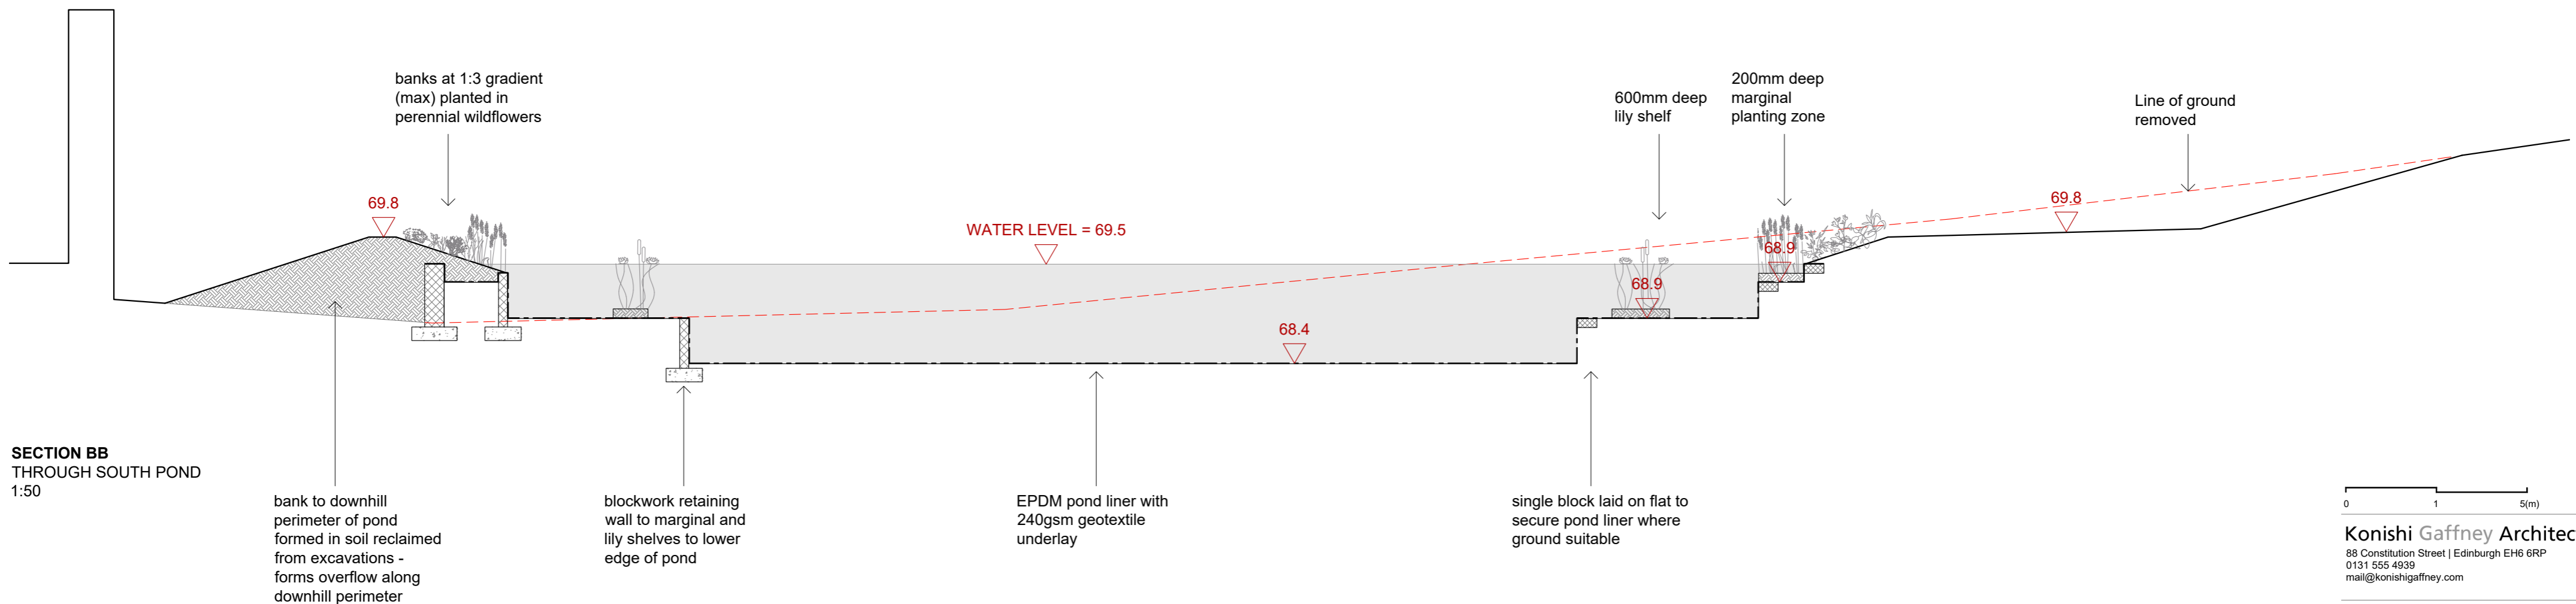 banks at 1:3 gradient
(max) planted in
perennial wildflowers
600mm deep
lily shelf
200mm deep
marginal
planting zone
Line of ground
removed
69.8
WATER LEVEL = 69.5
69.8
68.9
68.9
68.4
SECTION BB
THROUGH SOUTH POND
1:50
bank to downhill
perimeter of pond
formed in soil reclaimed
from excavations -
forms overflow along
downhill perimeter
blockwork retaining
wall to marginal and
lily shelves to lower
edge of pond
EPDM pond liner with
240gsm geotextile
underlay
single block laid on flat to
secure pond liner where
ground suitable
0 1 5(m)
Konishi Gaffney Architec
88 Constitution Street | Edinburgh EH6 6RP
0131 555 4939
mail@konishigaffney.com